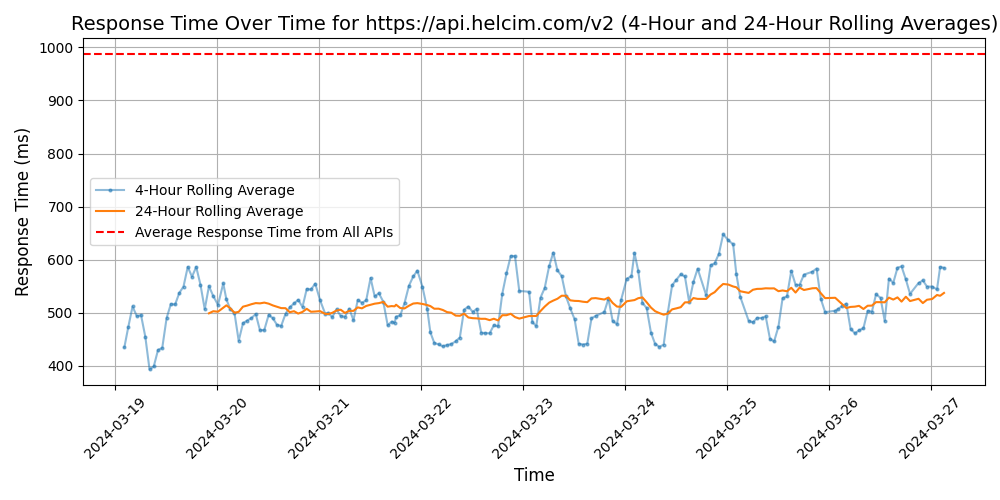 Response Time Over Time for https://api.helcim.com/v2 (4-Hour and 24-Hour Rolling Averages)
Response Time (ms)
1000
900
800
700
600
500
400
4-Hour Rolling Average
24-Hour Rolling Average
Average Response Time from All APIs
2024-03-19
2024-03-20
2024-03-21
2024-03-22
2024-03-23
2024-03-24
2024-03-25
2024-03-26
2024-03-27
Time